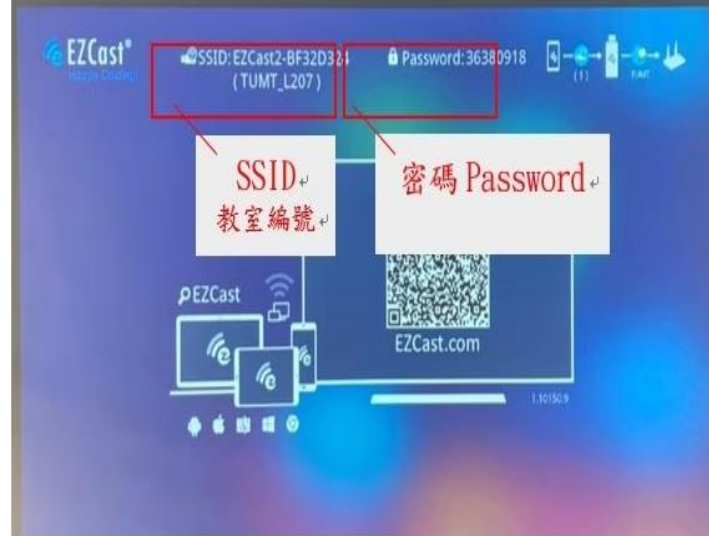 EZCast®
SSID: EZCast2-BF32D324
(TUMT_L207)
Password: 36380918
(1)
SSID
教室編號
密碼 Password
EZCast
EZCast.com
1.10150.9